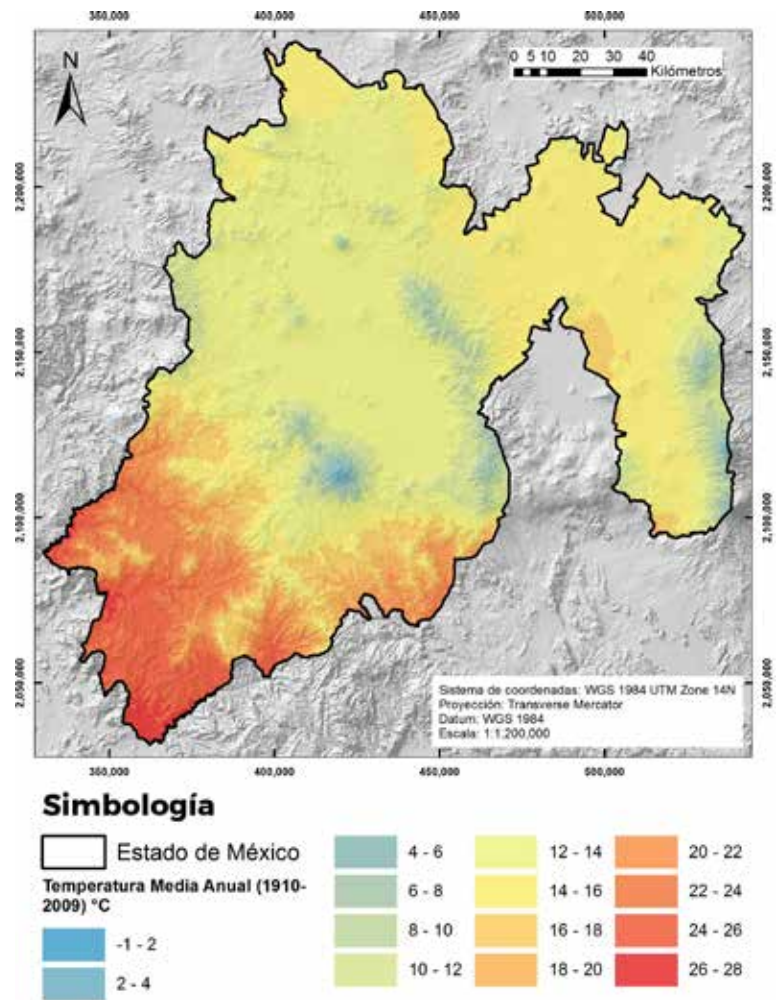 350,000 400,000 450,000 500,000
N
0 5 10 20 30 40
Kilómetros
2,200,000 2,200,000
2,150,000 2,150,000
2,100,000 2,100,000
2,050,000 2,050,000
Sistema de coordenadas: WGS 1984 UTM Zone 14N
Proyección: Transverse Mercator
Datum: WGS 1984
Escala: 1:1,200,000
350,000 400,000 450,000 500,000
Simbología
Estado de México
Temperatura Media Anual (1910-
2009) °C
-1 - 2
2 - 4
4 - 6
6 - 8
8 - 10
10 - 12
12 - 14
14 - 16
16 - 18
18 - 20
20 - 22
22 - 24
24 - 26
26 - 28